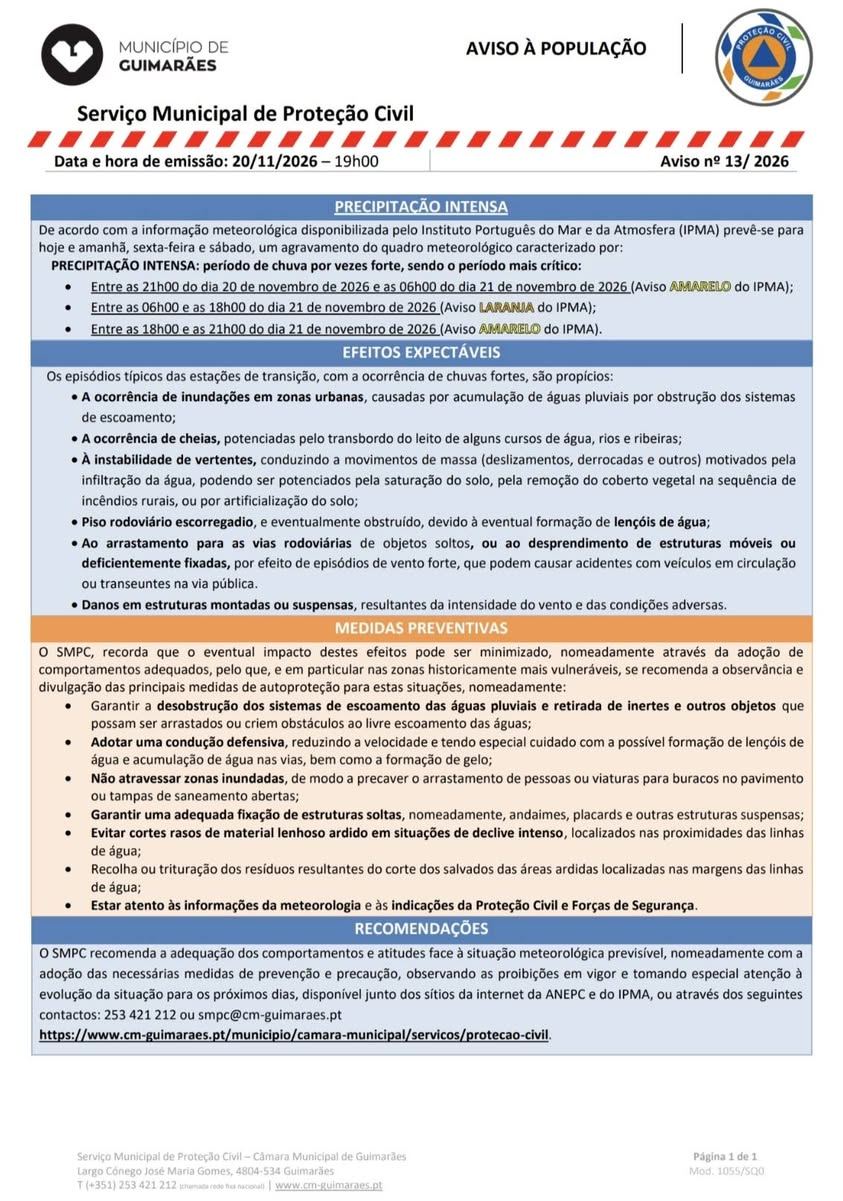 MUNICÍPIO DE
GUIMARÃES
AVISO À POPULAÇÃO
PROTEÇÃO CIVIL
GUIMARÃES
Serviço Municipal de Proteção Civil
Data e hora de emissão: 20/11/2026 – 19h00
Aviso nº 13/ 2026
PRECIPITAÇÃO INTENSA
De acordo com a informação meteorológica disponibilizada pelo Instituto Português do Mar e da Atmosfera (IPMA) prevê-se para
hoje e amanhã, sexta-feira e sábado, um agravamento do quadro meteorológico caracterizado por:
PRECIPITAÇÃO INTENSA: período de chuva por vezes forte, sendo o período mais crítico:
• Entre as 21h00 do dia 20 de novembro de 2026 e as 06h00 do dia 21 de novembro de 2026 (Aviso AMARELO do IPMA);
• Entre as 06h00 e as 18h00 do dia 21 de novembro de 2026 (Aviso LARANJA do IPMA);
• Entre as 18h00 e as 21h00 do dia 21 de novembro de 2026 (Aviso AMARELO do IPMA).
EFEITOS EXPECTÁVEIS
Os episódios típicos das estações de transição, com a ocorrência de chuvas fortes, são propícios:
• A ocorrência de inundações em zonas urbanas, causadas por acumulação de águas pluviais por obstrução dos sistemas
de escoamento;
• A ocorrência de cheias, potenciadas pelo transbordo do leito de alguns cursos de água, rios e ribeiras;
• À instabilidade de vertentes, conduzindo a movimentos de massa (deslizamentos, derrocadas e outros) motivados pela
infiltração da água, podendo ser potenciados pela saturação do solo, pela remoção do coberto vegetal na sequência de
incêndios rurais, ou por artificialização do solo;
• Piso rodoviário escorregadio, e eventualmente obstruído, devido à eventual formação de lençóis de água;
• Ao arrastamento para as vias rodoviárias de objetos soltos, ou ao desprendimento de estruturas móveis ou
deficientemente fixadas, por efeito de episódios de vento forte, que podem causar acidentes com veículos em circulação
ou transeuntes na via pública.
• Danos em estruturas montadas ou suspensas, resultantes da intensidade do vento e das condições adversas.
MEDIDAS PREVENTIVAS
O SMPC, recorda que o eventual impacto destes efeitos pode ser minimizado, nomeadamente através da adoção de
comportamentos adequados, pelo que, e em particular nas zonas historicamente mais vulneráveis, se recomenda a observância e
divulgação das principais medidas de autoproteção para estas situações, nomeadamente:
• Garantir a desobstrução dos sistemas de escoamento das águas pluviais e retirada de inertes e outros objetos que
possam ser arrastados ou criem obstáculos ao livre escoamento das águas;
• Adotar uma condução defensiva, reduzindo a velocidade e tendo especial cuidado com a possível formação de lençóis de
água e acumulação de água nas vias, bem como a formação de gelo;
• Não atravessar zonas inundadas, de modo a precaver o arrastamento de pessoas ou viaturas para buracos no pavimento
ou tampas de saneamento abertas;
• Garantir uma adequada fixação de estruturas soltas, nomeadamente, andaimes, placards e outras estruturas suspensas;
• Evitar cortes rasos de material lenhoso ardido em situações de declive intenso, localizados nas proximidades das linhas
de água;
• Recolha ou trituração dos resíduos resultantes do corte dos salvados das áreas ardidas localizadas nas margens das linhas
de água;
• Estar atento às informações da meteorologia e às indicações da Proteção Civil e Forças de Segurança.
RECOMENDAÇÕES
O SMPC recomenda a adequação dos comportamentos e atitudes face à situação meteorológica previsível, nomeadamente com a
adoção das necessárias medidas de prevenção e precaução, observando as proibições em vigor e tomando especial atenção à
evolução da situação para os próximos dias, disponível junto dos sítios da internet da ANEPC e do IPMA, ou através dos seguintes
contactos: 253 421 212 ou smpc@cm-guimaraes.pt
https://www.cm-guimaraes.pt/municipio/camara-municipal/servicos/protecao-civil.
Serviço Municipal de Proteção Civil – Câmara Municipal de Guimarães
Largo Cónego José Maria Gomes, 4804-534 Guimarães
T (+351) 253 421 212 (chamada rede fixa nacional) | www.cm-guimaraes.pt
Página 1 de 1
Mod. 1055/SQ0